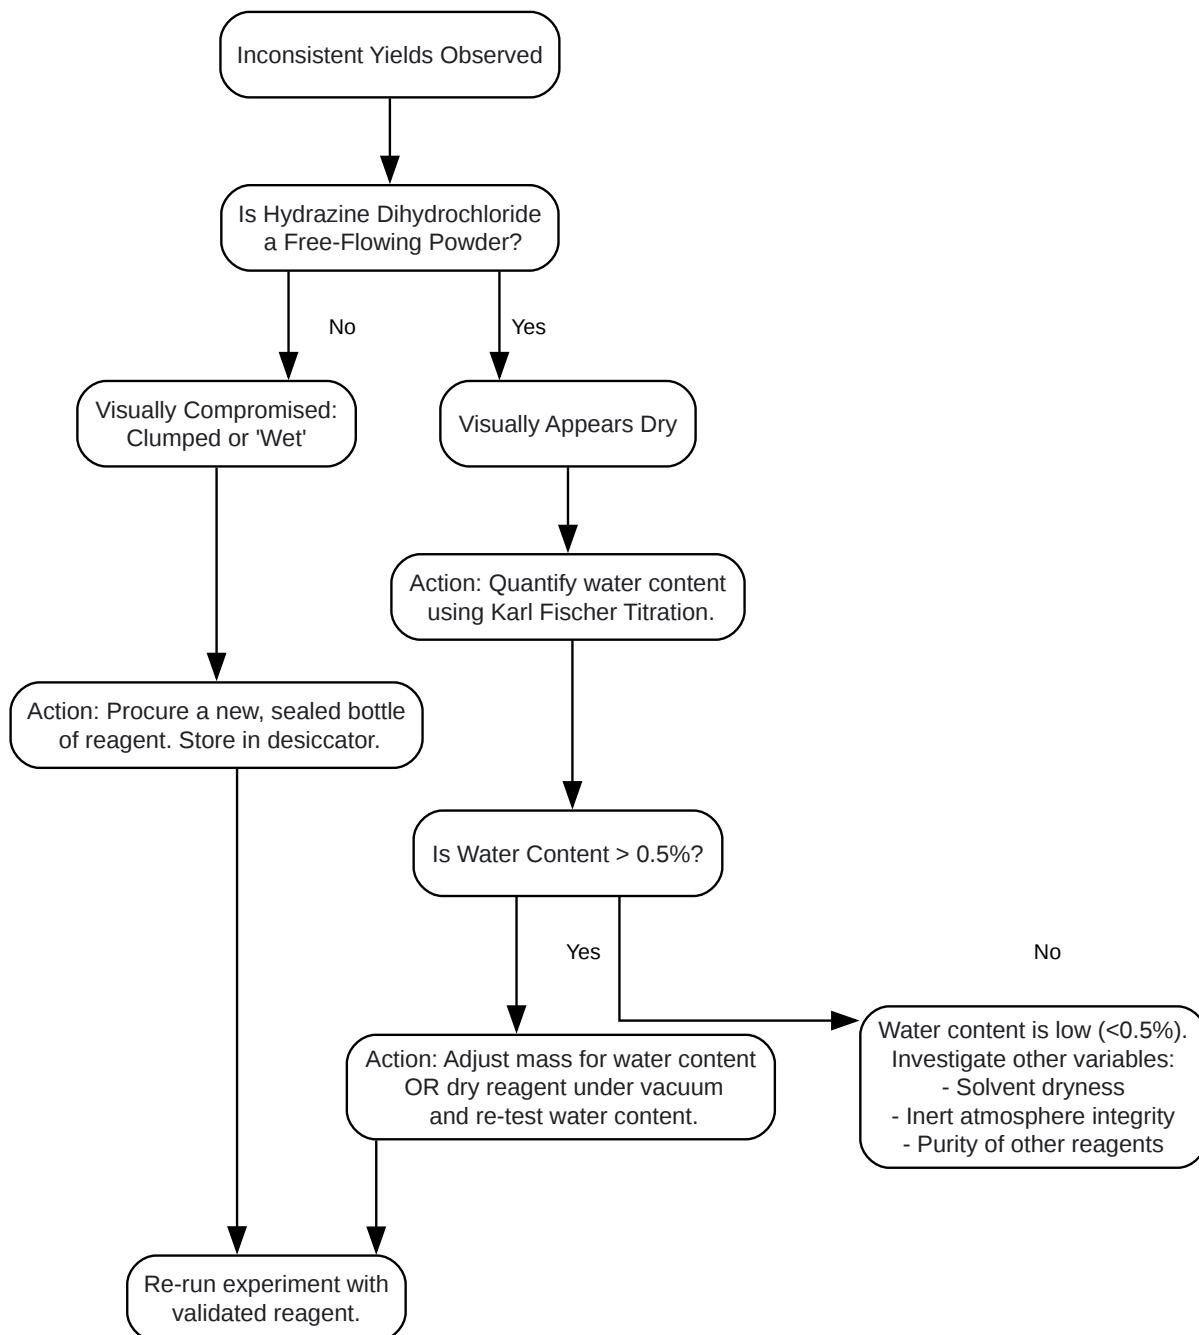 Inconsistent Yields Observed
Is Hydrazine Dihydrochloride
a Free-Flowing Powder?
No
Yes
Visually Compromised:
Clumped or 'Wet'
Visually Appears Dry
Action: Quantify water content
using Karl Fischer Titration.
Action: Procure a new, sealed bottle
of reagent. Store in desiccator.
Is Water Content > 0.5%?
Yes
No
Action: Adjust mass for water content
OR dry reagent under vacuum
and re-test water content.
Water content is low (<0.5%).
Investigate other variables:
- Solvent dryness
- Inert atmosphere integrity
- Purity of other reagents
Re-run experiment with
validated reagent.